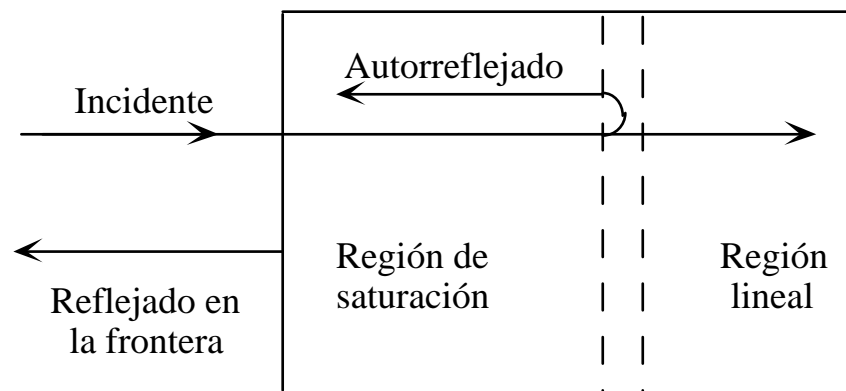 Autorreflejado
Incidente
Región de
saturación
Región
lineal
Reflejado en
la frontera